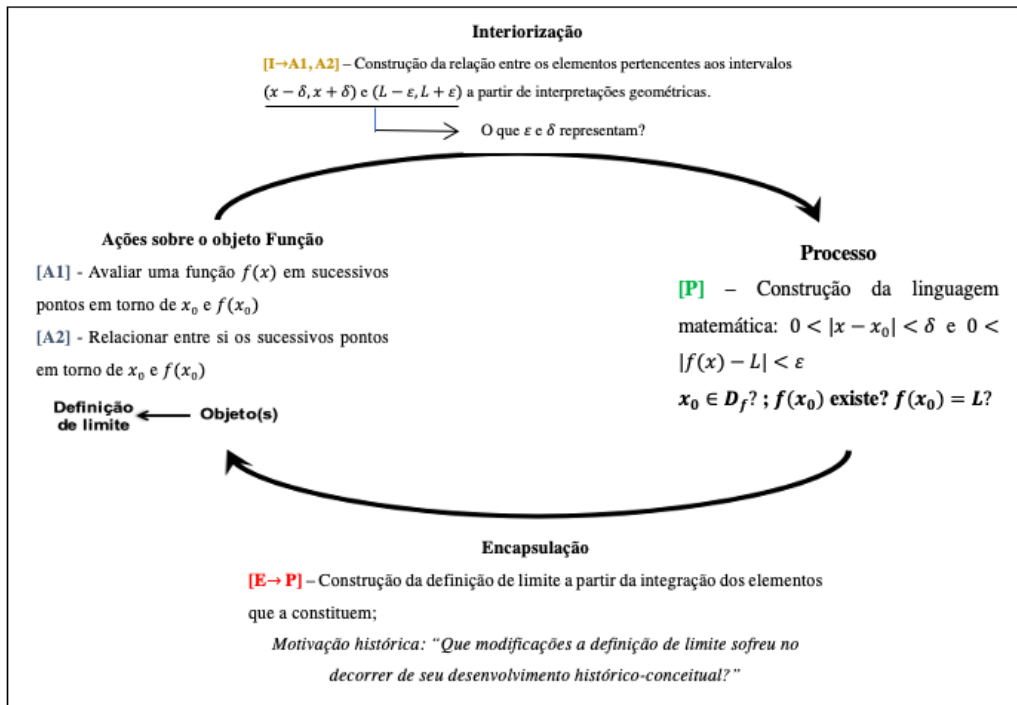 Interiorização
[I→A1, A2] – Construção da relação entre os elementos pertencentes aos intervalos
(x − δ, x + δ) e (L − ε, L + ε) a partir de interpretações geométricas.
O que ε e δ representam?
Ações sobre o objeto Função
[A1] - Avaliar uma função f(x) em sucessivos
pontos em torno de x₀ e f(x₀)
[A2] - Relacionar entre si os sucessivos pontos
em torno de x₀ e f(x₀)
Definição
de limite
Objeto(s)
Processo
[P] – Construção da linguagem
matemática: 0 < |x − x₀| < δ e 0 <
|f(x) − L| < ε
x₀ ∈ D_f? ; f(x₀) existe? f(x₀) = L?
Encapsulação
[E→ P] – Construção da definição de limite a partir da integração dos elementos
que a constituem;
Motivação histórica: “Que modificações a definição de limite sofreu no
decorrer de seu desenvolvimento histórico-conceitual?”